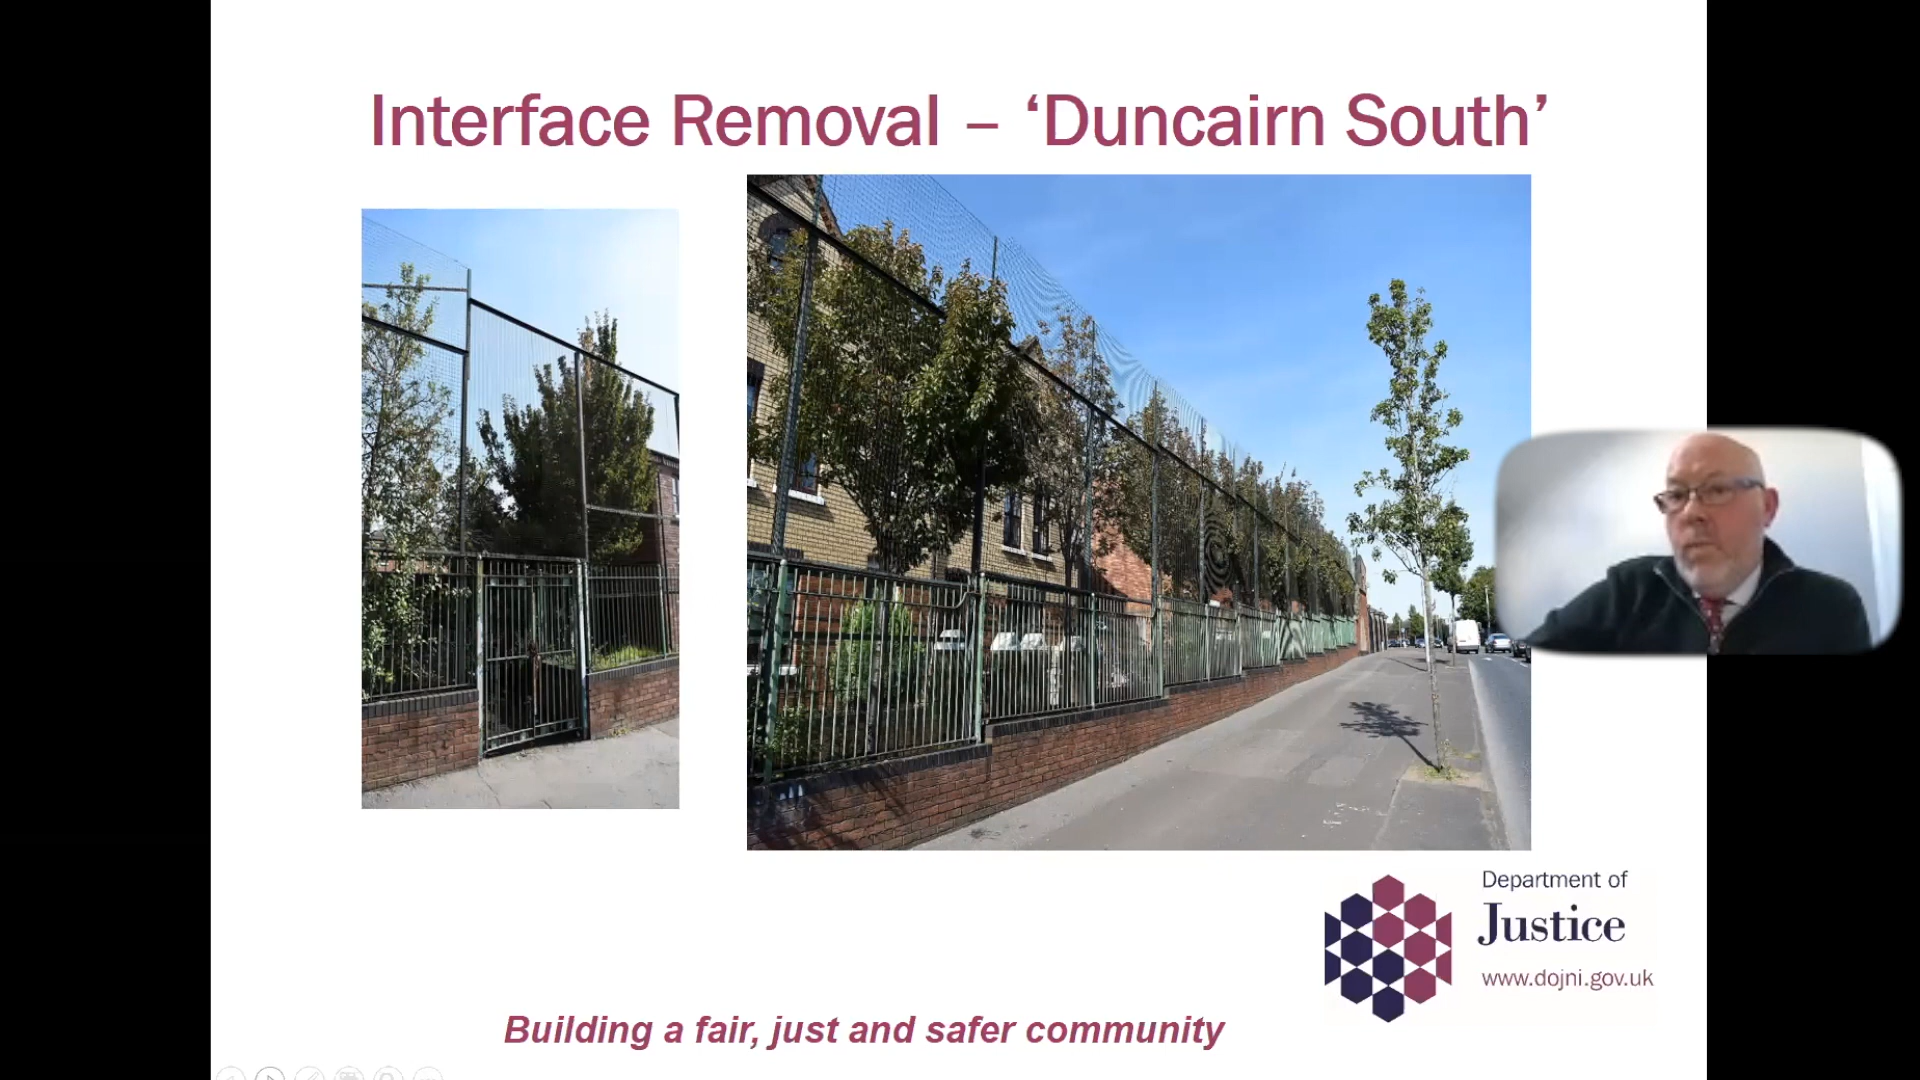 Interface Removal – ‘Duncairn South’
Department of
Justice
www.dojni.gov.uk
Building a fair, just and safer community